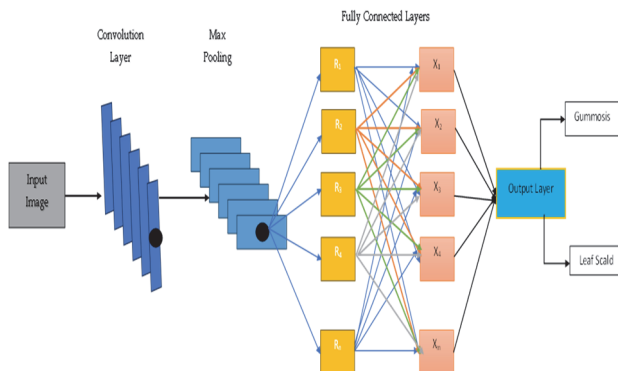 Fully Connected Layers
Convolution
Layer
Max
Pooling
Input
Image
R1
R2
R3
R4
Rn
X1
X2
X3
X4
Xm
Output Layer
Gummosis
Leaf Scald